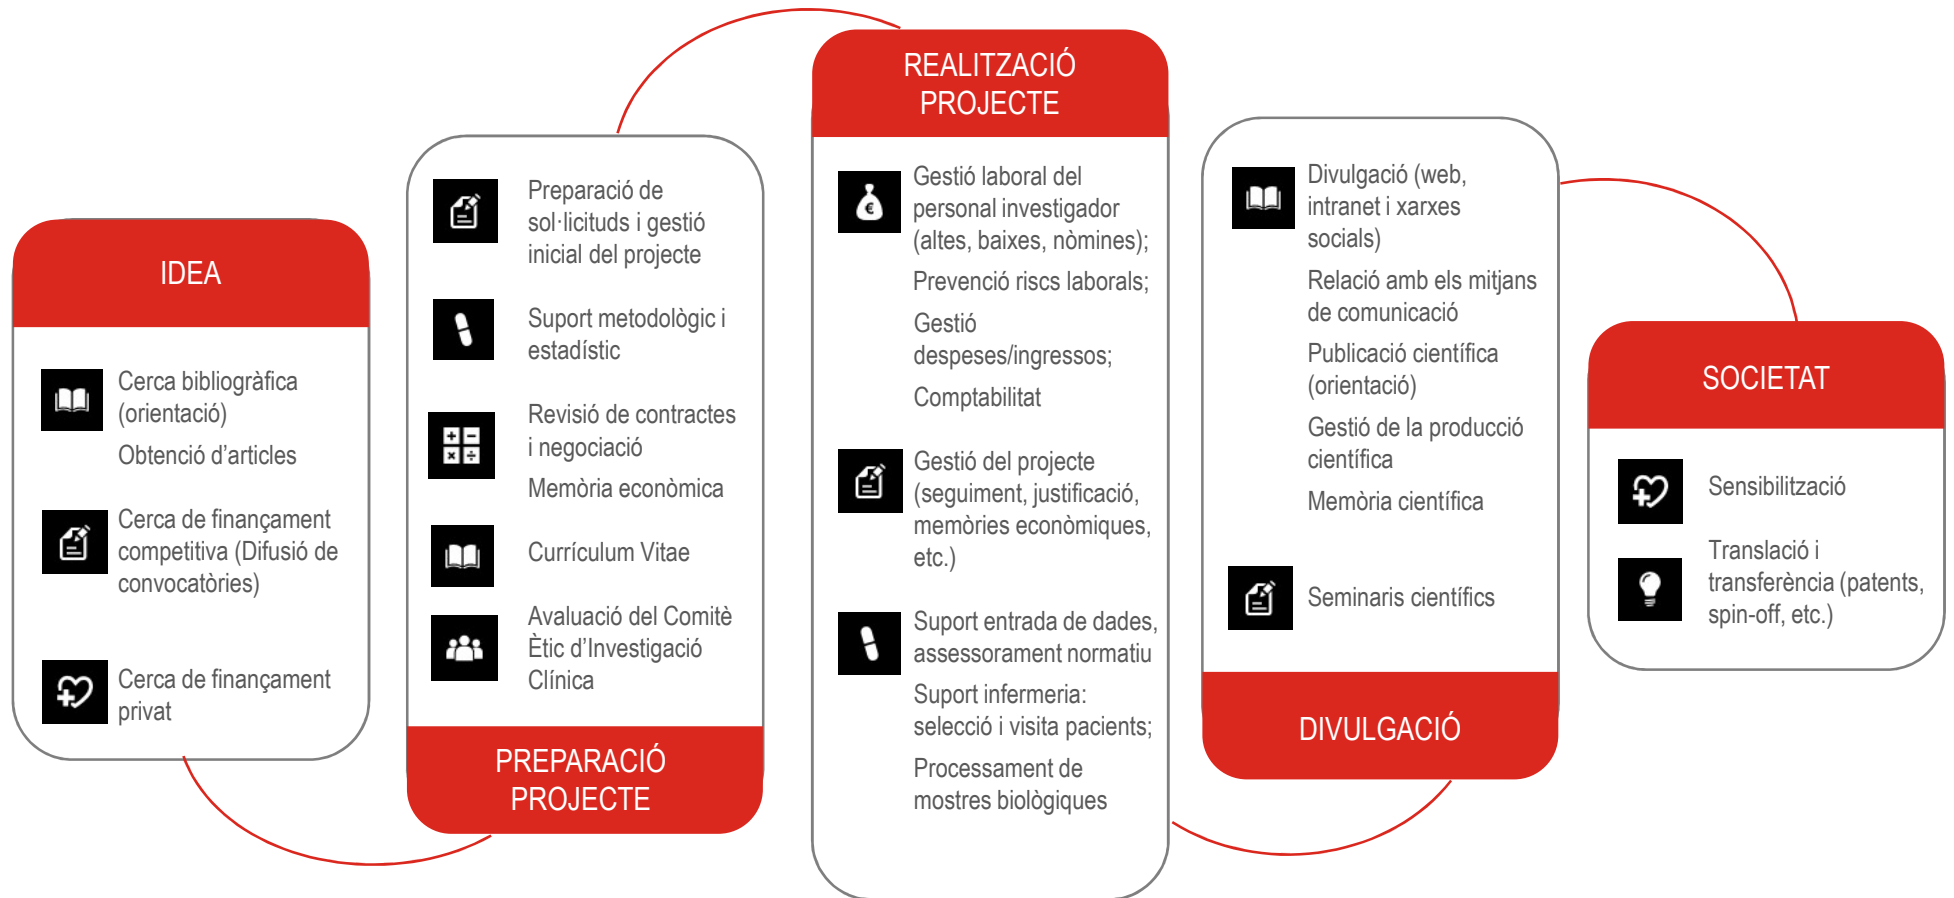 IDEA
Cerca bibliogràfica
(orientació)
Obtenció d'articles
Cerca de finançament
competitiva (Difusió de
convocatòries)
Cerca de finançament
privat
Preparació de
sol·licituds i gestió
inicial del projecte
Suport metodològic i
estadístic
Revisió de contractes
i negociació
Memòria econòmica
Currículum Vitae
Avaluació del Comitè
Ètic d'Investigació
Clínica
PREPARACIÓ
PROJECTE
REALITZACIÓ
PROJECTE
Gestió laboral del
personal investigador
(altes, baixes, nòmines);
Prevenció riscs laborals;
Gestió
despeses/ingressos;
Comptabilitat
Gestió del projecte
(seguiment, justificació,
memòries econòmiques,
etc.)
Suport entrada de dades,
assessorament normatiu
Suport infermeria:
selecció i visita pacients;
Processament de
mostres biològiques
Divulgació (web,
intranet i xarxes
socials)
Relació amb els mitjans
de comunicació
Publicació científica
(orientació)
Gestió de la producció
científica
Memòria científica
Seminaris científics
DIVULGACIÓ
SOCIETAT
Sensibilització
Translació i
transferència (patents,
spin-off, etc.)